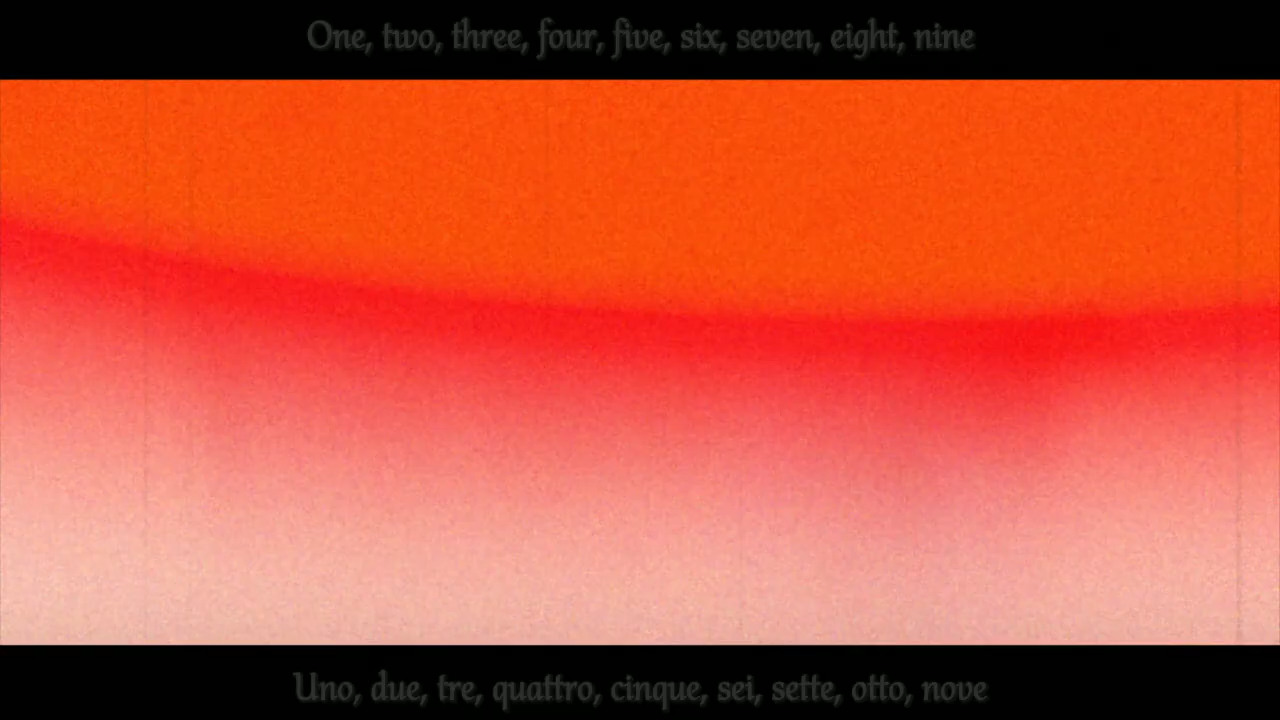 One, two, three, four, five, six, seven, eight, nine
Uno, due, tre, quattro, cinque, sei, sette, otto, nove